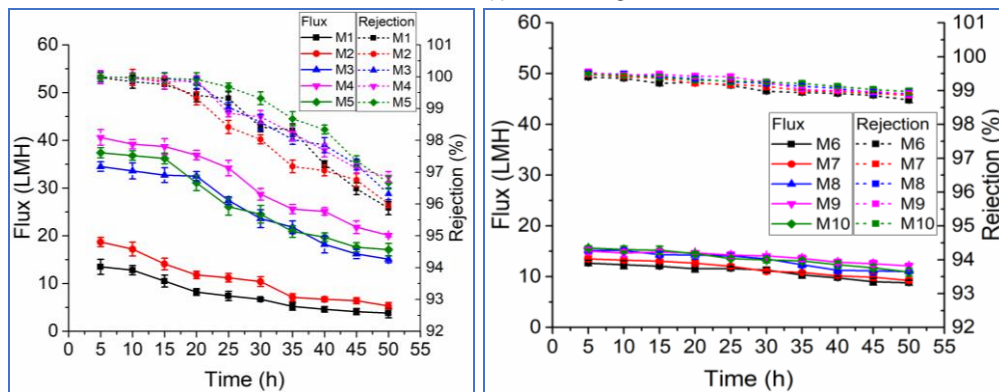 Flux Rejection
M1 M1
M2 M2
M3 M3
M4 M4
M5 M5
60
50
40
30
20
10
0
Flux (LMH)
101
100
99
98
97
96
95
94
93
92
Rejection (%)
0 5 10 15 20 25 30 35 40 45 50 55
Time (h)
Flux Rejection
M6 M6
M7 M7
M8 M8
M9 M9
M10 M10
60
50
40
30
20
10
0
Flux (LMH)
101
100
99
98
97
96
95
94
93
92
Rejection (%)
0 5 10 15 20 25 30 35 40 45 50 55
Time (h)